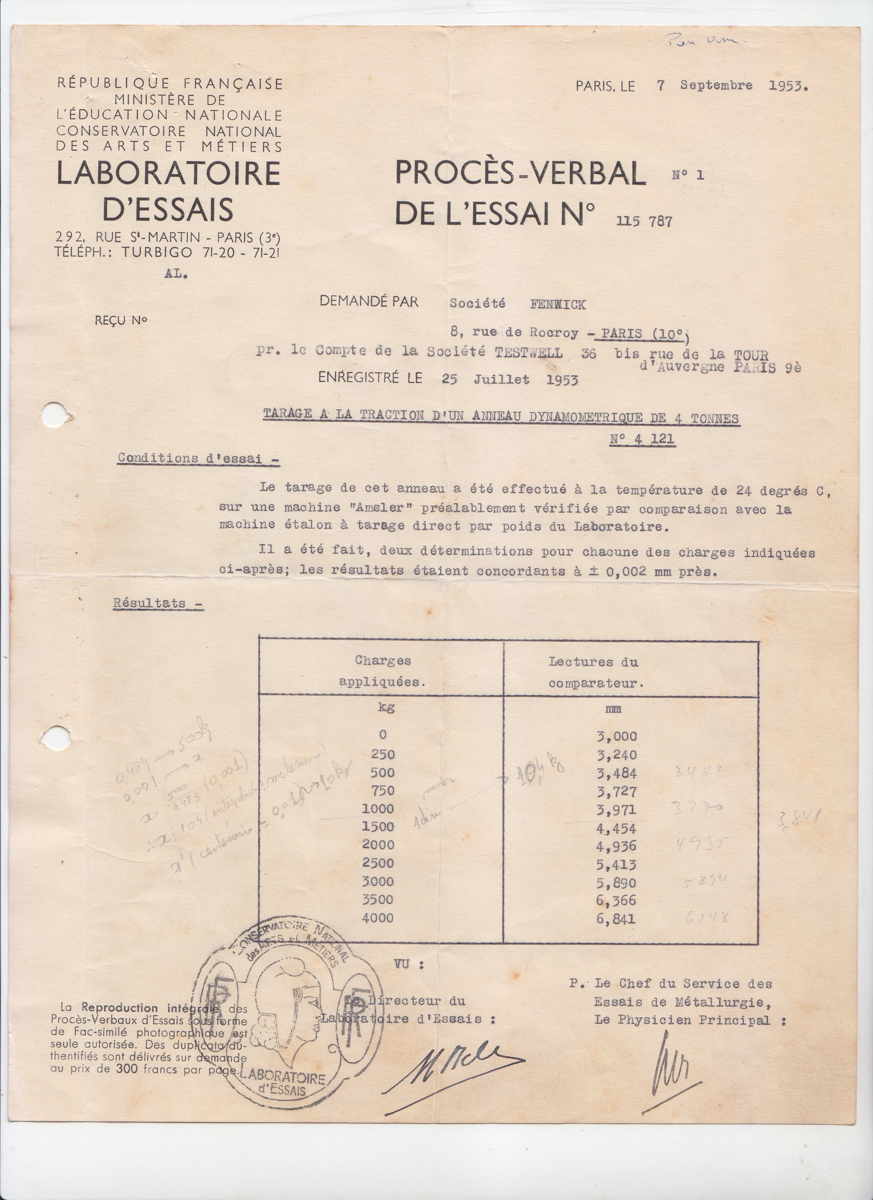 RÉPUBLIQUE FRANÇAISE
MINISTÈRE DE
L'ÉDUCATION NATIONALE
CONSERVATOIRE NATIONAL
DES ARTS ET MÉTIERS
LABORATOIRE
D'ESSAIS
292, RUE St-MARTIN - PARIS (3e)
TÉLÉPH.: TURBIGO 71-20 - 71-21
AL.
REÇU No
PARIS, LE 7 Septembre 1953.
PROCÈS-VERBAL No 1
DE L'ESSAI No 115 787
DEMANDÉ PAR Société FENWICK
8, rue de Rocroy - PARIS (10°)
pr. le Compte de la Société TESTWELL 36 bis rue de la TOUR
d'Auvergne PARIS 9è
ENREGISTRÉ LE 25 Juillet 1953
TARAGE A LA TRACTION D'UN ANNEAU DYNAMOMETRIQUE DE 4 TONNES
N° 4 121
Conditions d'essai -
Le tarage de cet anneau a été effectué à la température de 24 degrés C,
sur une machine "Amsler" préalablement vérifiée par comparaison avec la
machine étalon à tarage direct par poids du Laboratoire.
Il a été fait, deux déterminations pour chacune des charges indiquées
ci-après; les résultats étaient concordants à ± 0,002 mm près.
Résultats -
Charges appliquées. Lectures du comparateur.
kg mm
0 3,000
250 3,240
500 3,484 3482
750 3,727
1000 3,971 3970
1500 4,454
2000 4,936 4935
2500 5,413
3000 5,890 5894
3500 6,366
4000 6,841
VU :
Le Directeur du
Laboratoire d'Essais :
P. Le Chef du Service des
Essais de Métallurgie,
Le Physicien Principal :
La Reproduction intégrale des
Procès-Verbaux d'Essais sous forme
de Fac-similé photographique est
seule autorisée. Des duplicata au-
thentifiés sont délivrés sur demande
au prix de 300 francs par page.
CONSERVATOIRE NATIONAL
des ARTS ET MÉTIERS
LABORATOIRE
d'ESSAIS